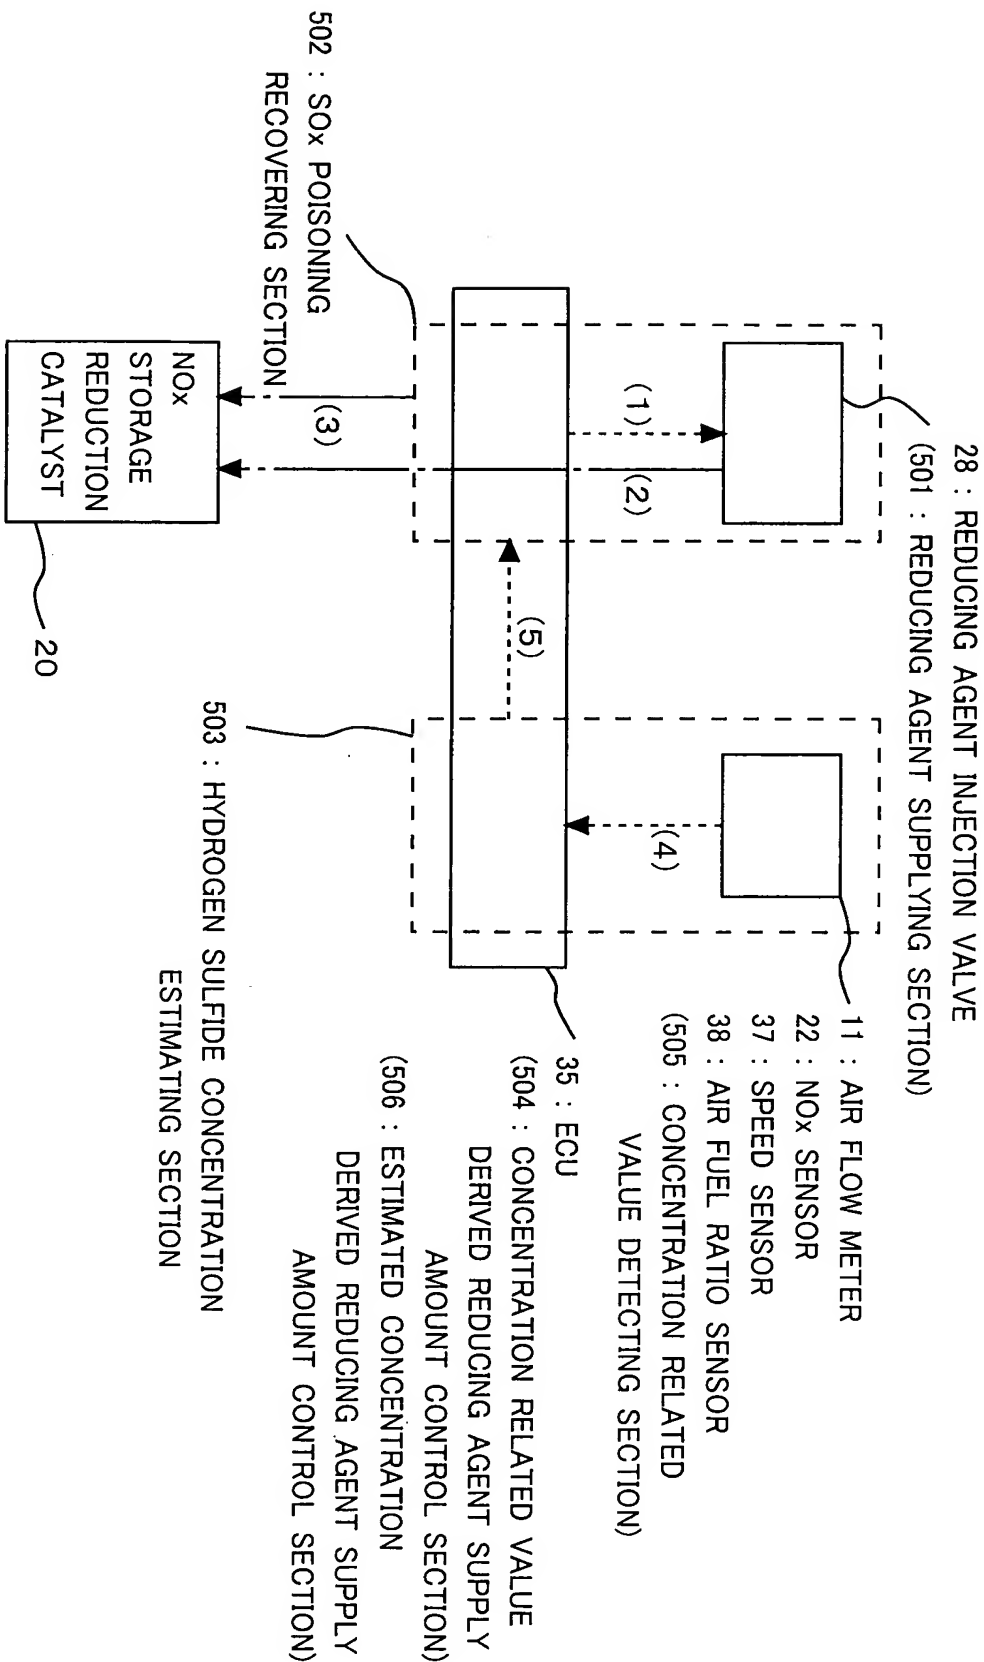 28 : REDUCING AGENT INJECTION VALVE
(501 : REDUCING AGENT SUPPLYING SECTION)
11 : AIR FLOW METER
22 : NOx SENSOR
37 : SPEED SENSOR
38 : AIR FUEL RATIO SENSOR
(505 : CONCENTRATION RELATED
VALUE DETECTING SECTION)
(1)
(2)
(4)
(5)
35 : ECU
(504 : CONCENTRATION RELATED VALUE
DERIVED REDUCING AGENT SUPPLY
AMOUNT CONTROL SECTION)
(506 : ESTIMATED CONCENTRATION
DERIVED REDUCING AGENT SUPPLY
AMOUNT CONTROL SECTION)
502 : SOx POISONING
RECOVERING SECTION
(3)
503 : HYDROGEN SULFIDE CONCENTRATION
ESTIMATING SECTION
NOx
STORAGE
REDUCTION
CATALYST
20